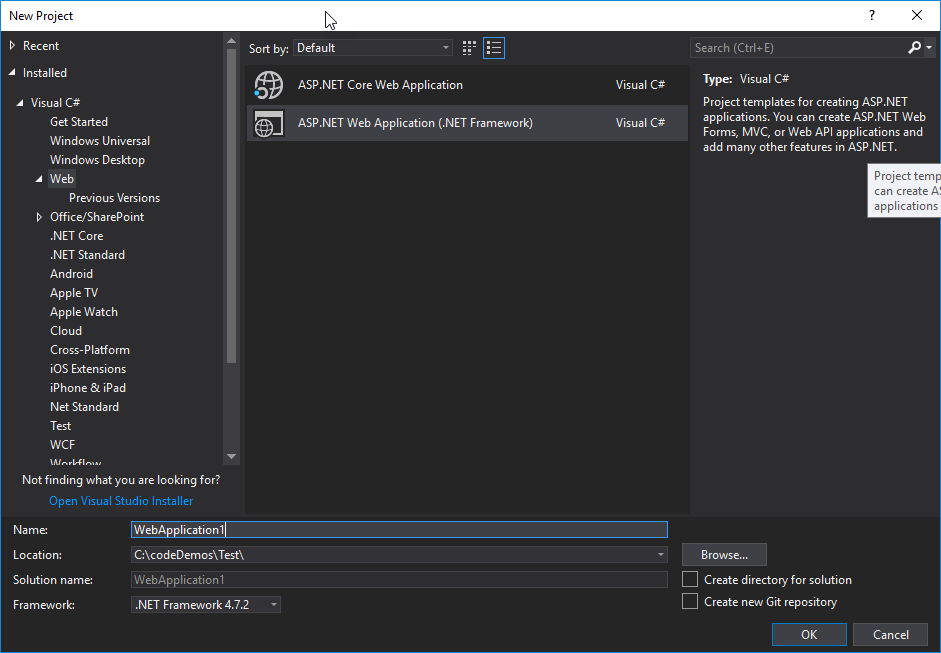 New Project
?
Recent
Installed
Visual C#
Get Started
Windows Universal
Windows Desktop
Web
Previous Versions
Office/SharePoint
.NET Core
.NET Standard
Android
Apple TV
Apple Watch
Cloud
Cross-Platform
iOS Extensions
iPhone & iPad
Net Standard
Test
WCF
Workflow
Not finding what you are looking for?
Open Visual Studio Installer
Sort by: Default
ASP.NET Core Web Application Visual C#
ASP.NET Web Application (.NET Framework) Visual C#
Search (Ctrl+E)
Type: Visual C#
Project templates for creating ASP.NET
applications. You can create ASP.NET Web
Forms, MVC, or Web API applications and
add many other features in ASP.NET.
Project temp
can create AS
applications
Name: WebApplication1
Location: C:\codeDemos\Test\
Browse...
Solution name: WebApplication1
Create directory for solution
Framework: .NET Framework 4.7.2
Create new Git repository
OK Cancel